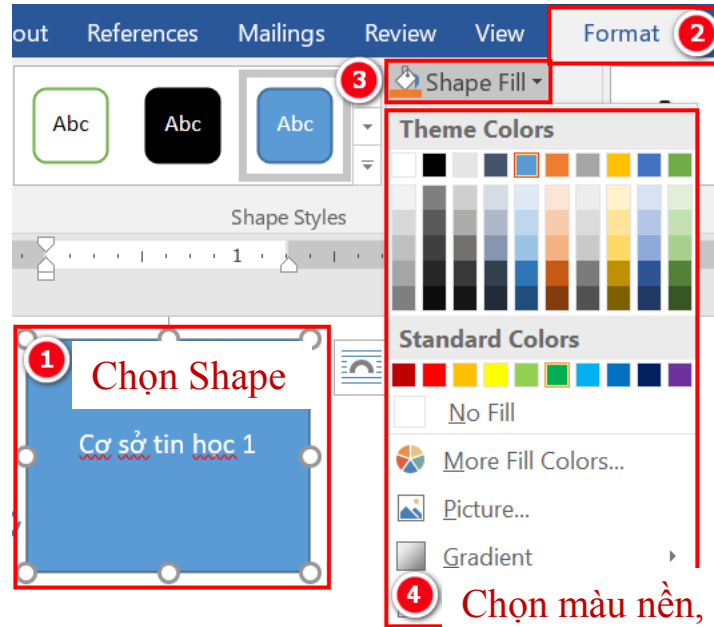 out References Mailings Review View Format 2
3 Shape Fill
Abc Abc Abc
Theme Colors
Shape Styles
1
Standard Colors
1 Chọn Shape
No Fill
Cơ sở tin học 1
More Fill Colors...
Picture...
Gradient
4 Chọn màu nền,